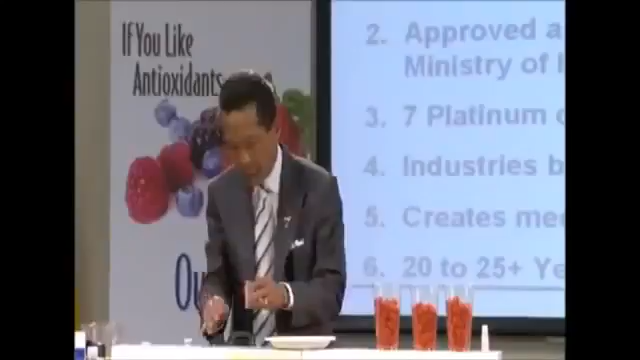 If You Like
Antioxidants
Ou
2. Approved a
Ministry of
3. 7 Platinum
4. Industries b
5. Creates me
6. 20 to 25+ Ye